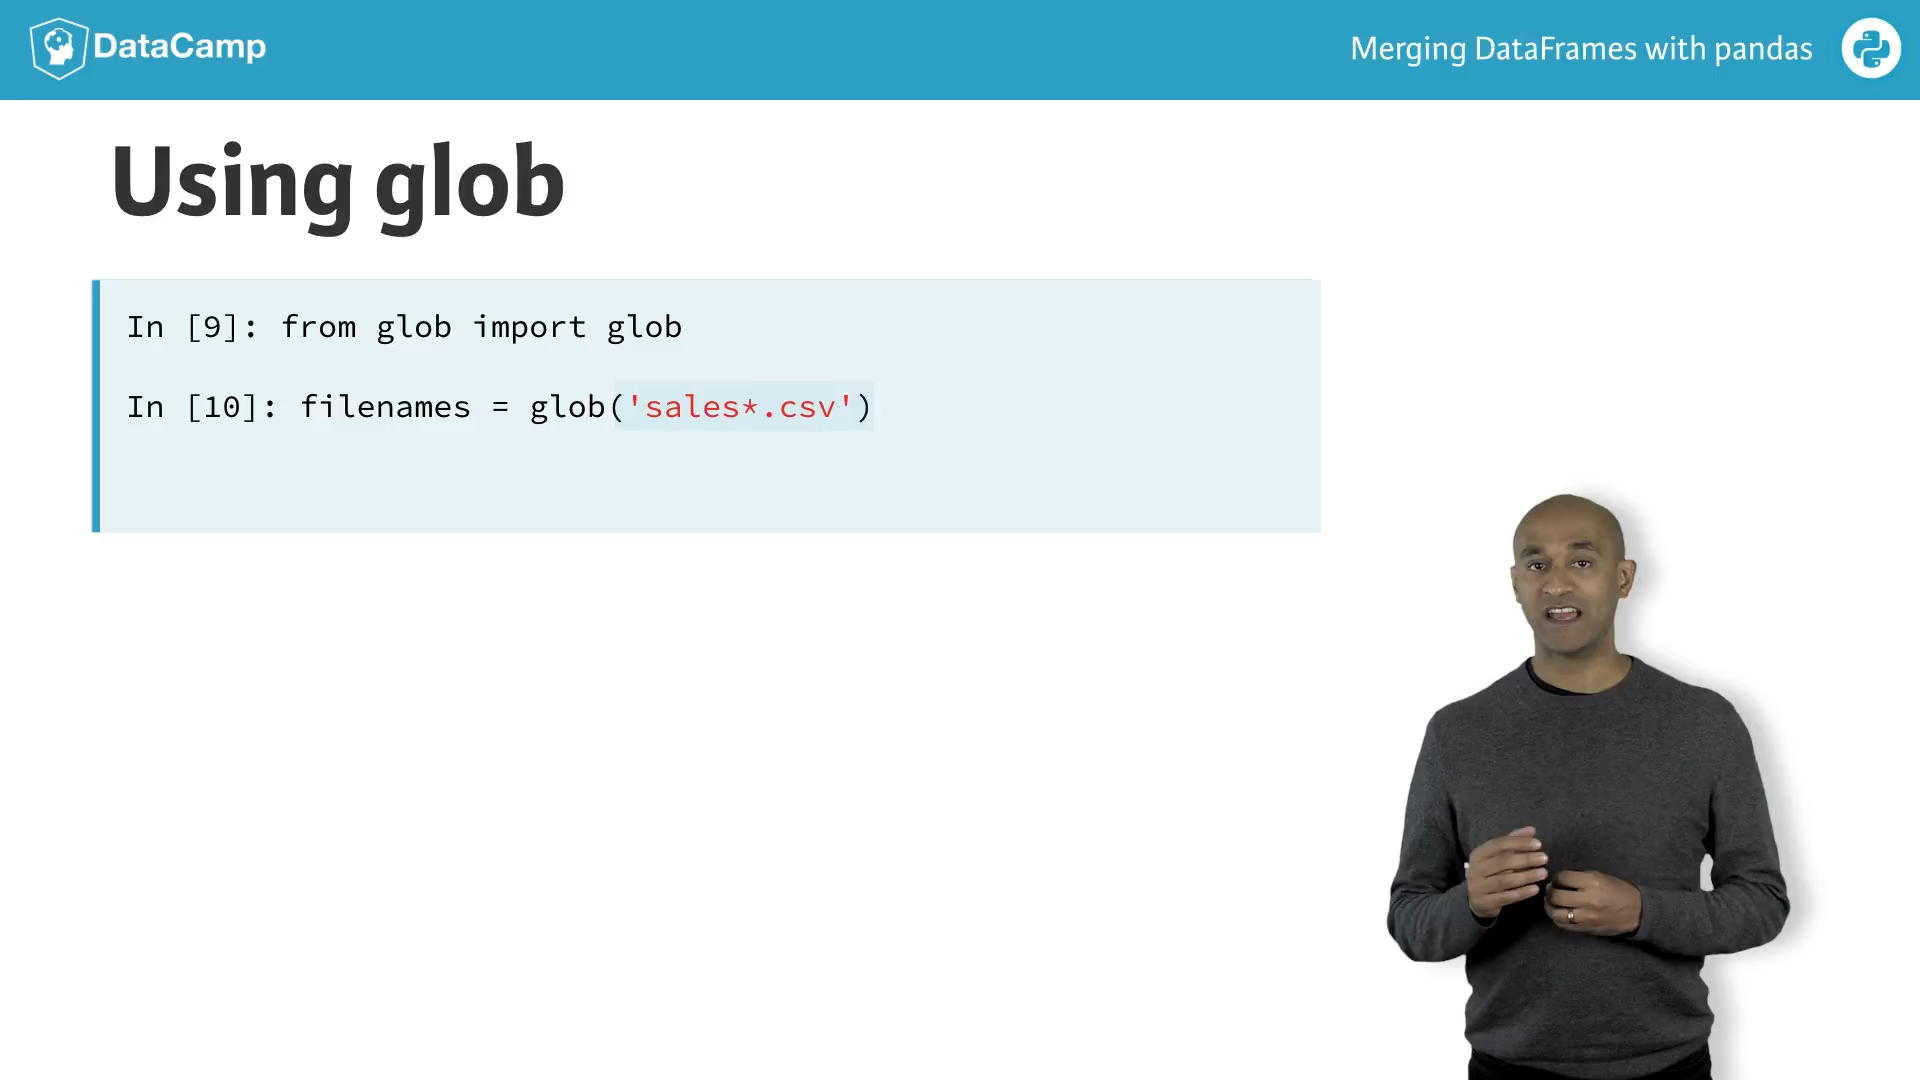 DataCamp
Merging DataFrames with pandas
Using glob
In [9]: from glob import glob
In [10]: filenames = glob('sales*.csv')